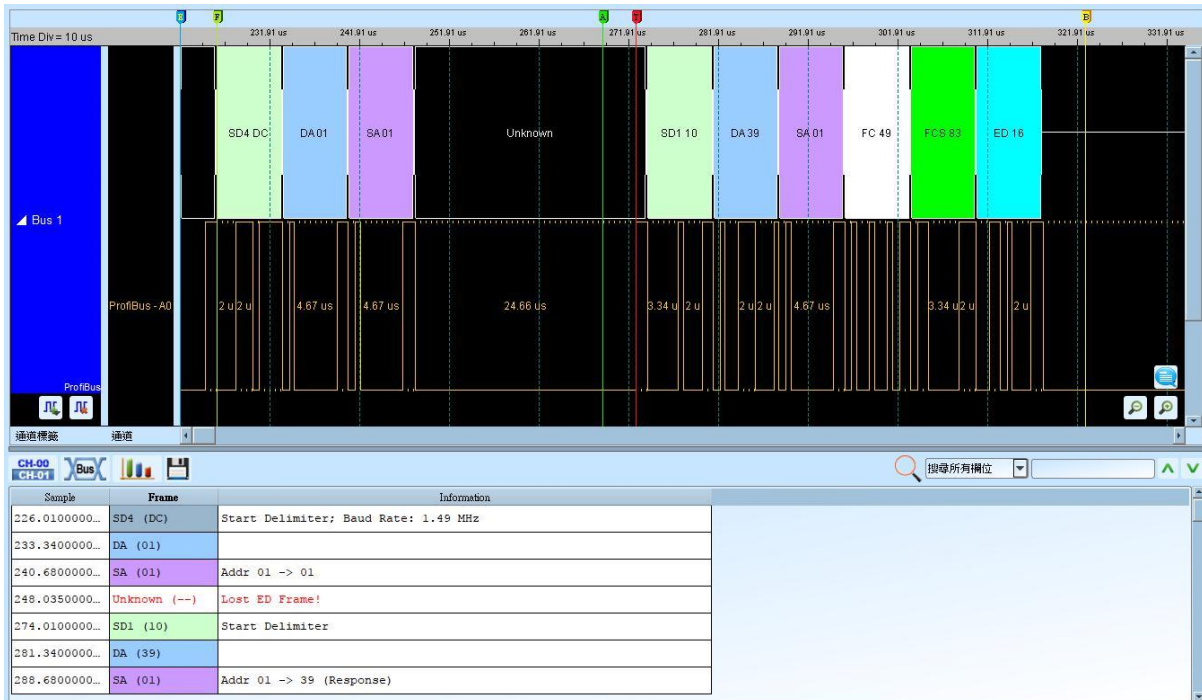 E F A T B
Time Div = 10 us 231.91 us 241.91 us 251.91 us 261.91 us 271.91 us 281.91 us 291.91 us 301.91 us 311.91 us 321.91 us 331.91 us
SD4 DC DA 01 SA 01 Unknown SD1 10 DA 39 SA 01 FC 49 FCS 83 ED 16
Bus 1
ProfiBus - A0 2 u 2 u 4.67 us 4.67 us 24.66 us 3.34 u 2 u 2 u 2 u 4.67 us 3.34 u 2 u 2 u
ProfiBus
通道標籤 通道
CH-00
CH-01
Bus
搜尋所有欄位
Sample Frame Information
226.0100000... SD4 (DC) Start Delimiter; Baud Rate: 1.49 MHz
233.3400000... DA (01)
240.6800000... SA (01) Addr 01 -> 01
248.0350000... Unknown (--) Lost ED Frame!
274.0100000... SD1 (10) Start Delimiter
281.3400000... DA (39)
288.6800000... SA (01) Addr 01 -> 39 (Response)